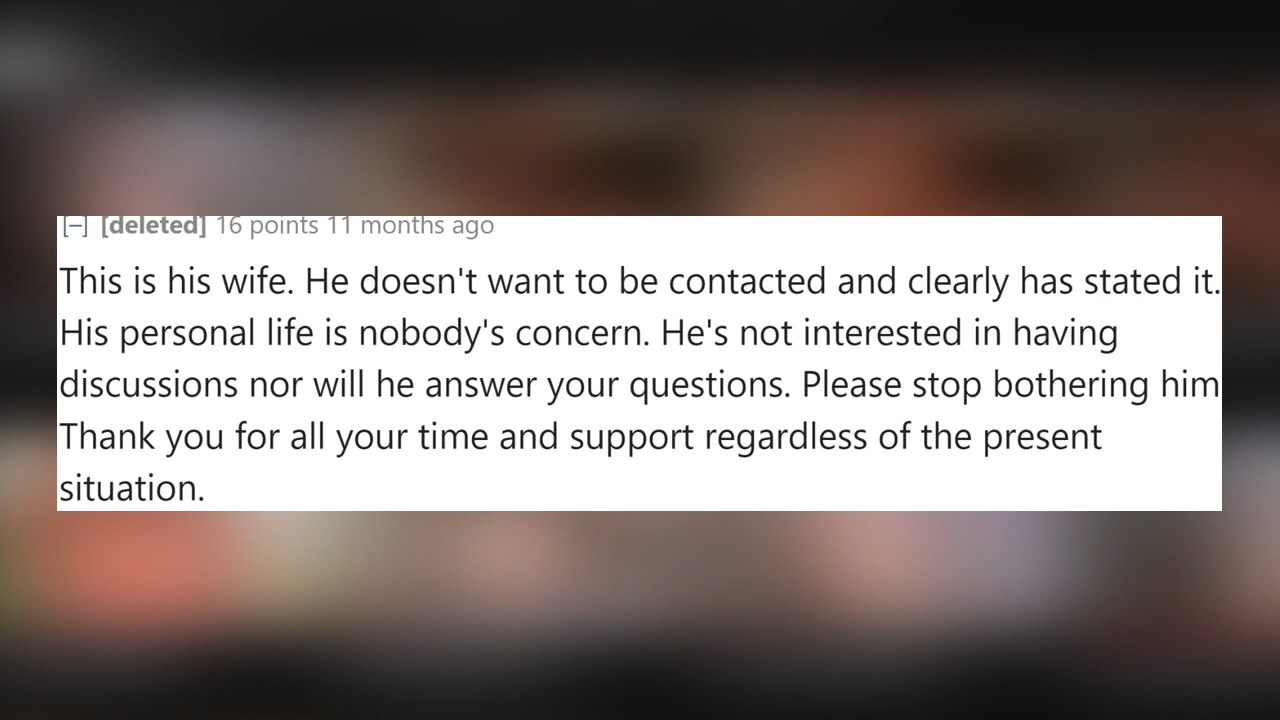 [–] [deleted] 16 points 11 months ago
This is his wife. He doesn't want to be contacted and clearly has stated it.
His personal life is nobody's concern. He's not interested in having
discussions nor will he answer your questions. Please stop bothering him
Thank you for all your time and support regardless of the present
situation.